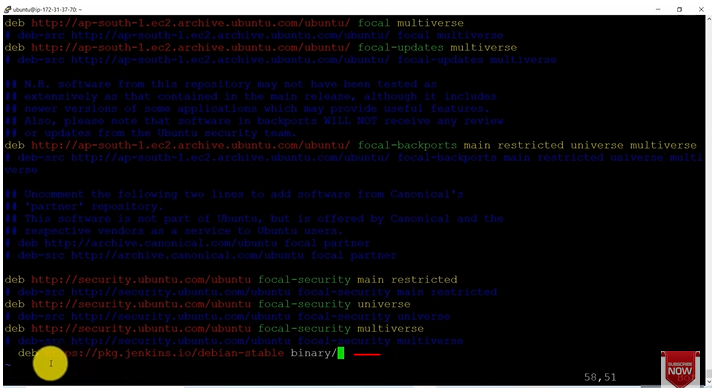 ubuntu@ip-172-31-37-70: ~
deb http://ap-south-1.ec2.archive.ubuntu.com/ubuntu/ focal multiverse
# deb-src http://ap-south-1.ec2.archive.ubuntu.com/ubuntu/ focal multiverse
deb http://ap-south-1.ec2.archive.ubuntu.com/ubuntu/ focal-updates multiverse
# deb-src http://ap-south-1.ec2.archive.ubuntu.com/ubuntu/ focal-updates multiverse
## N.B. software from this repository may not have been tested as
## extensively as that contained in the main release, although it includes
## newer versions of some applications which may provide useful features.
## Also, please note that software in backports WILL NOT receive any review
## or updates from the Ubuntu security team.
deb http://ap-south-1.ec2.archive.ubuntu.com/ubuntu/ focal-backports main restricted universe multiverse
# deb-src http://ap-south-1.ec2.archive.ubuntu.com/ubuntu/ focal-backports main restricted universe multi
verse
## Uncomment the following two lines to add software from Canonical's
## 'partner' repository.
## This software is not part of Ubuntu, but is offered by Canonical and the
## respective vendors as a service to Ubuntu users.
# deb http://archive.canonical.com/ubuntu focal partner
# deb-src http://archive.canonical.com/ubuntu focal partner
deb http://security.ubuntu.com/ubuntu focal-security main restricted
# deb-src http://security.ubuntu.com/ubuntu focal-security main restricted
deb http://security.ubuntu.com/ubuntu focal-security universe
# deb-src http://security.ubuntu.com/ubuntu focal-security universe
deb http://security.ubuntu.com/ubuntu focal-security multiverse
# deb-src http://security.ubuntu.com/ubuntu focal-security multiverse
deb ps://pkg.jenkins.io/debian-stable binary/
~
58,51
SUBSCRIBE
NOW